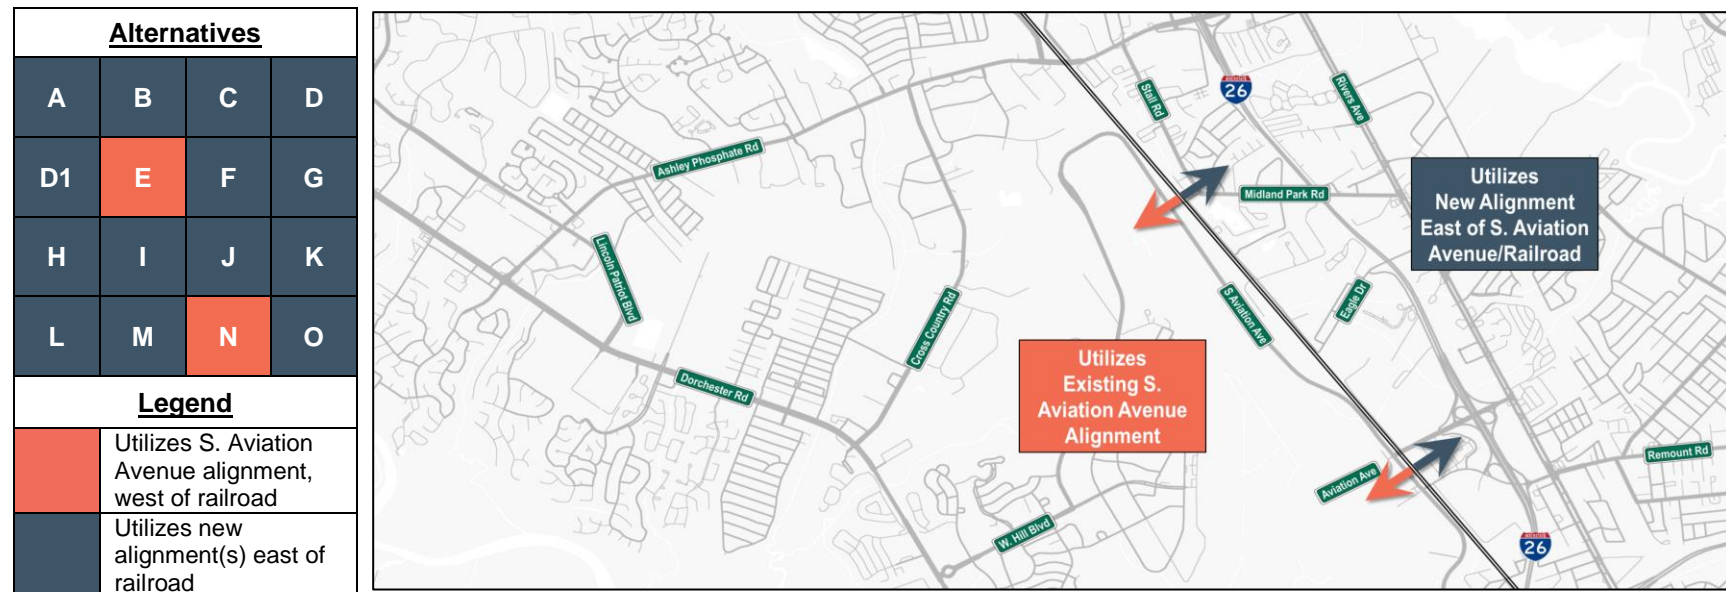 Alternatives
A B C D
D1 E F G
H I J K
L M N O
Legend
Utilizes S. Aviation
Avenue alignment,
west of railroad
Utilizes new
alignment(s) east of
railroad
26
Stall Rd
Rivers Ave
Ashley Phosphate Rd
Midland Park Rd
Utilizes
New Alignment
East of S. Aviation
Avenue/Railroad
Lincoln Patriot Blvd
Cross Country Rd
S Aviation Ave
Eagle Dr
Utilizes
Existing S.
Aviation Avenue
Alignment
Dorchester Rd
Remount Rd
Aviation Ave
W. Hill Blvd
26